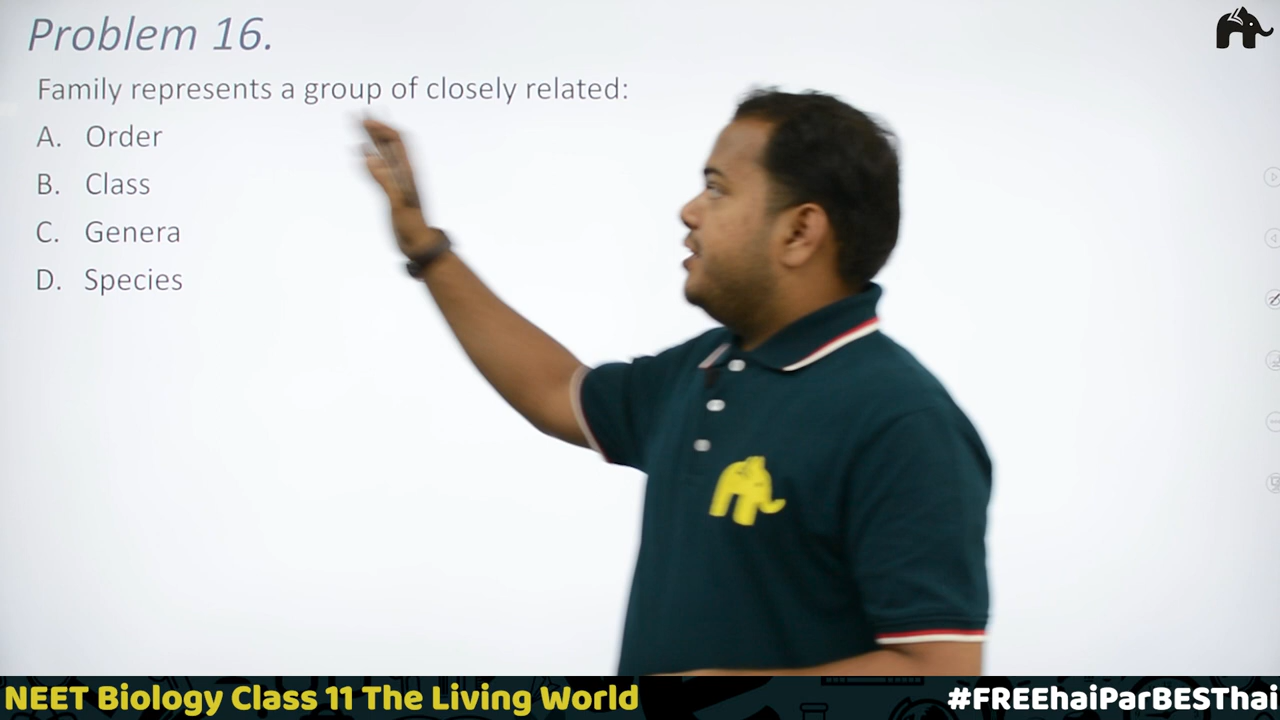 Problem 16.
Family represents a group of closely related:
A. Order
B. Class
C. Genera
D. Species
NEET Biology Class 11 The Living World #FREEhaiParBESThai